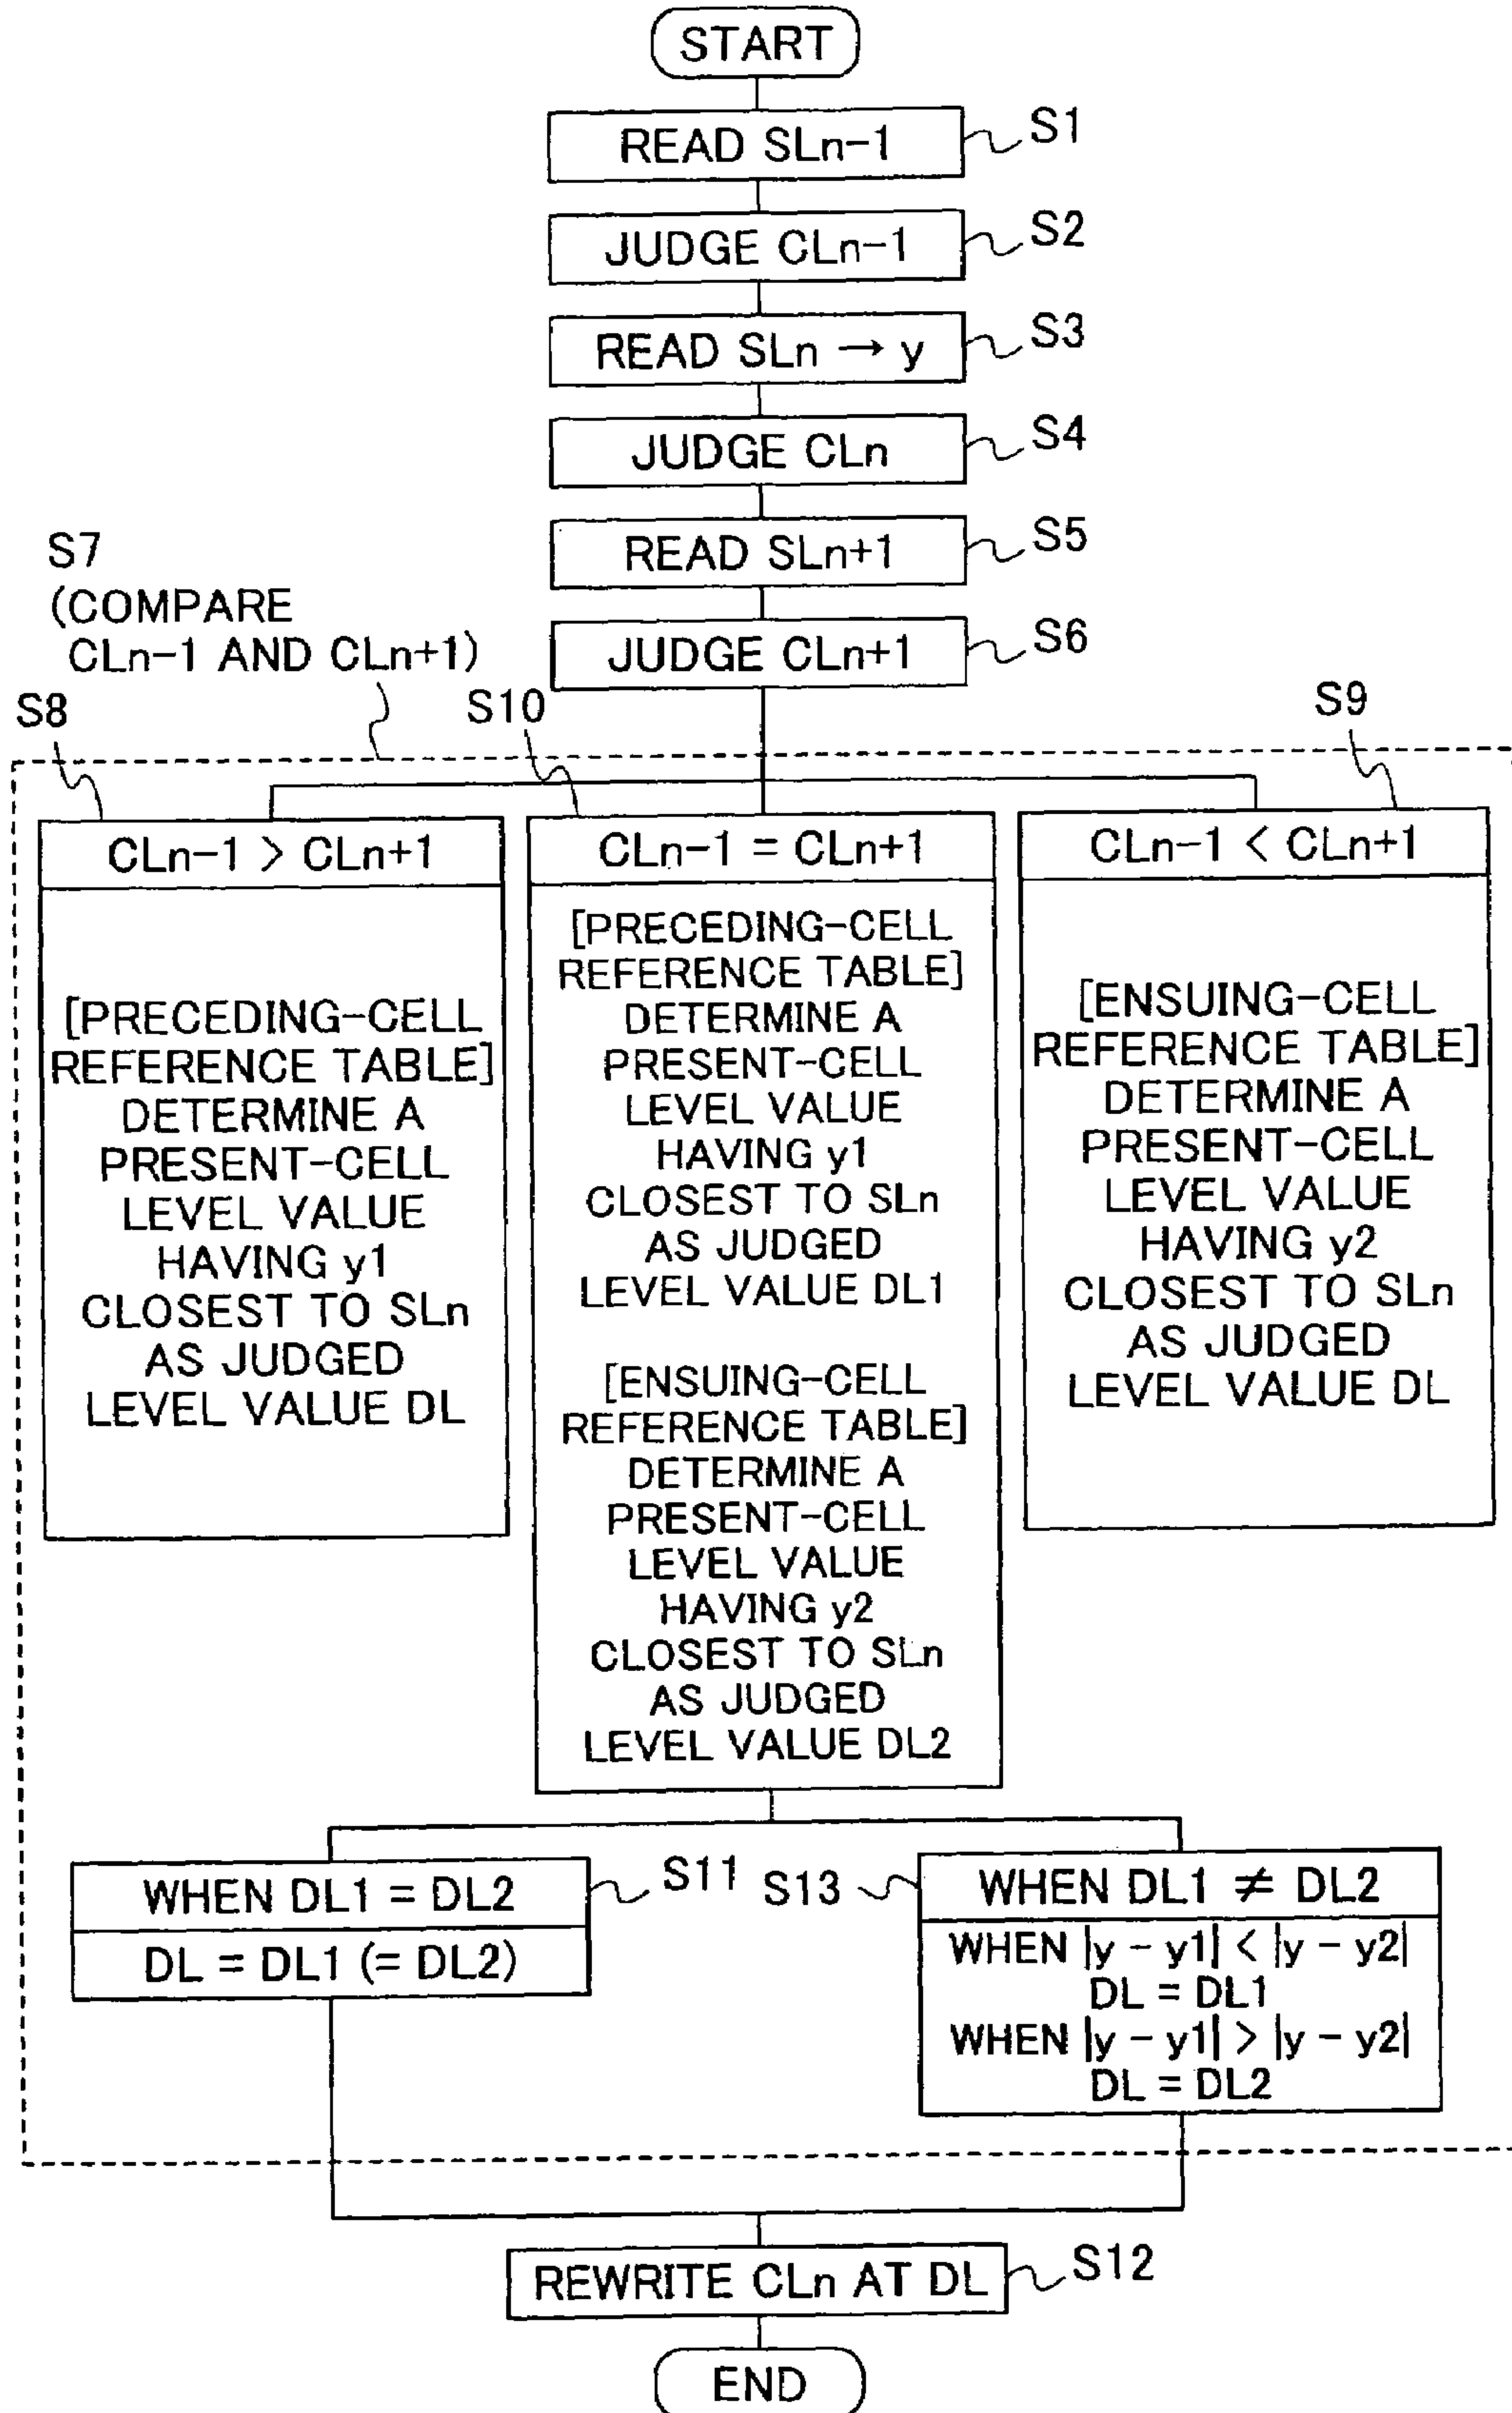 START
READ SLn-1
S1
JUDGE CLn-1
S2
READ SLn → y
S3
JUDGE CLn
S4
READ SLn+1
S5
JUDGE CLn+1
S6
S7
(COMPARE
CLn-1 AND CLn+1)
S8
CLn-1 > CLn+1
[PRECEDING-CELL
REFERENCE TABLE]
DETERMINE A
PRESENT-CELL
LEVEL VALUE
HAVING y1
CLOSEST TO SLn
AS JUDGED
LEVEL VALUE DL
S10
CLn-1 = CLn+1
[PRECEDING-CELL
REFERENCE TABLE]
DETERMINE A
PRESENT-CELL
LEVEL VALUE
HAVING y1
CLOSEST TO SLn
AS JUDGED
LEVEL VALUE DL1
[ENSUING-CELL
REFERENCE TABLE]
DETERMINE A
PRESENT-CELL
LEVEL VALUE
HAVING y2
CLOSEST TO SLn
AS JUDGED
LEVEL VALUE DL2
S9
CLn-1 < CLn+1
[ENSUING-CELL
REFERENCE TABLE]
DETERMINE A
PRESENT-CELL
LEVEL VALUE
HAVING y2
CLOSEST TO SLn
AS JUDGED
LEVEL VALUE DL
WHEN DL1 = DL2
S11
DL = DL1 (= DL2)
S13
WHEN DL1 ≠ DL2
WHEN |y - y1| < |y - y2|
DL = DL1
WHEN |y - y1| > |y - y2|
DL = DL2
REWRITE CLn AT DL
S12
END